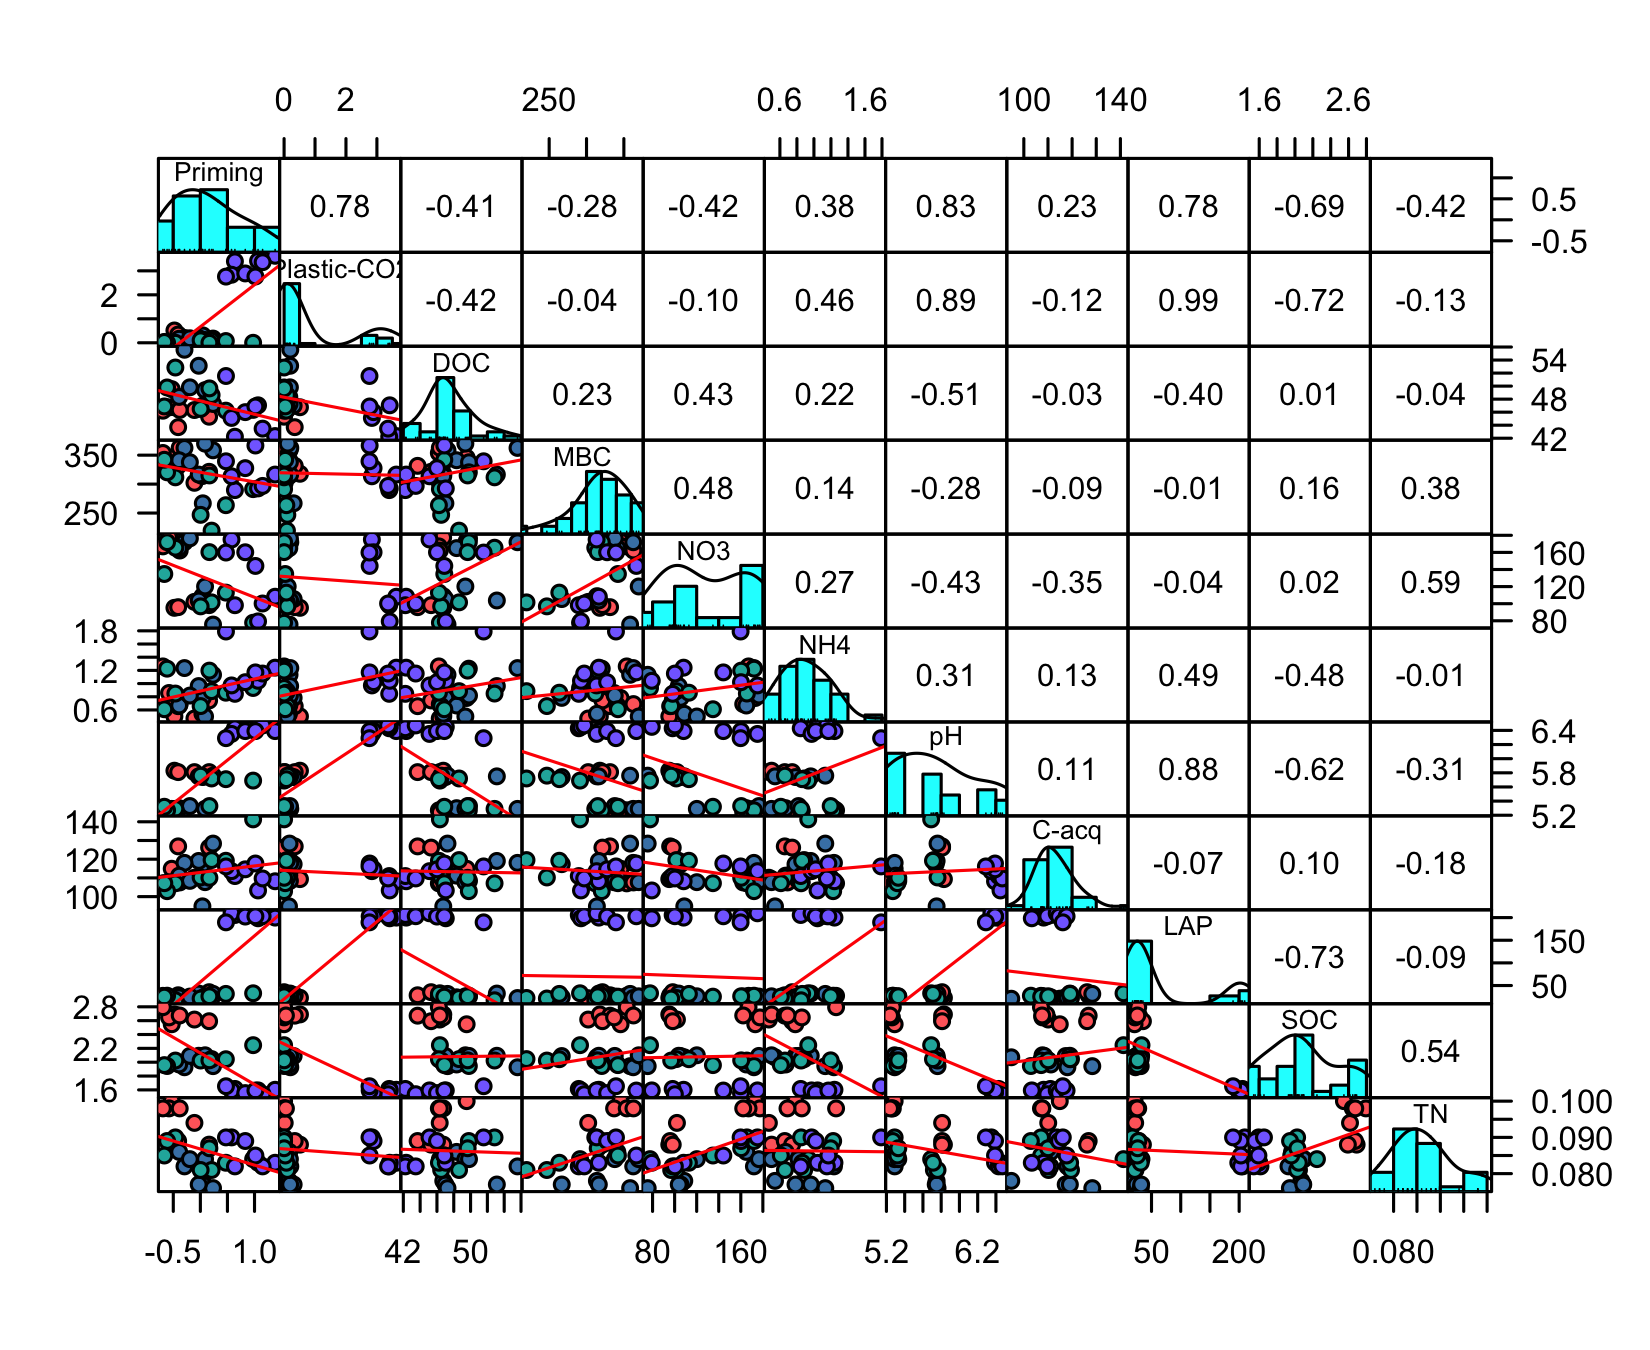 0 2 250 0.6 1.6 100 140 1.6 2.6
Priming 0.78 -0.41 -0.28 -0.42 0.38 0.83 0.23 0.78 -0.69 -0.42 0.5
-0.5
2 Plastic-CO2 -0.42 -0.04 -0.10 0.46 0.89 -0.12 0.99 -0.72 -0.13
0
DOC 0.23 0.43 0.22 -0.51 -0.03 -0.40 0.01 -0.04 54
48
42
350 MBC 0.48 0.14 -0.28 -0.09 -0.01 0.16 0.38
250
NO3 0.27 -0.43 -0.35 -0.04 0.02 0.59 160
120
80
1.8 NH4 0.31 0.13 0.49 -0.48 -0.01
1.2
0.6
pH 0.11 0.88 -0.62 -0.31 6.4
5.8
5.2
140 C-acq -0.07 0.10 -0.18
120
100
LAP -0.73 -0.09 150
50
2.8 SOC 0.54
2.2
1.6
TN 0.100
0.090
0.080
-0.5 1.0 42 50 80 160 5.2 6.2 50 200 0.080